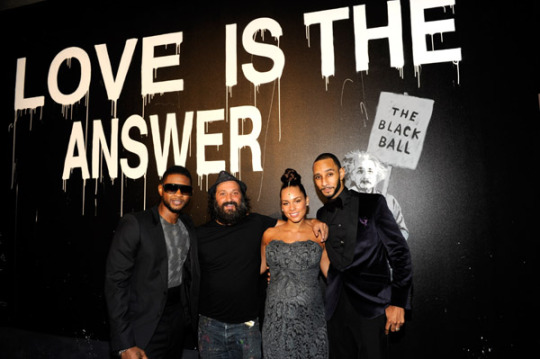 LOVE IS THE
ANSWER
THE
BLACK
BALL